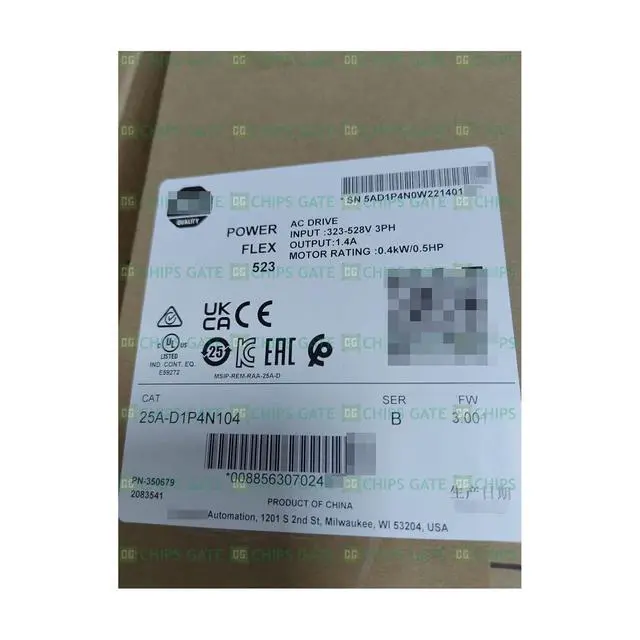 *SN 5AD1P4N0W221401
QUALITY
POWER
FLEX
523
AC DRIVE
INPUT :323-528V 3PH
OUTPUT:1.4A
MOTOR RATING :0.4kW/0.5HP
UK
CA CE
C UL US
LISTED
IND. CONT. EQ.
E59272
25
EAC
MSIP-REM-RAA-25A-D
CAT
25A-D1P4N104
SER
B
FW
3.001
*008856307024
PN-350679
2083541
生产日期
PRODUCT OF CHINA
Automation, 1201 S 2nd St, Milwaukee, WI 53204, USA
CHIPS GATE